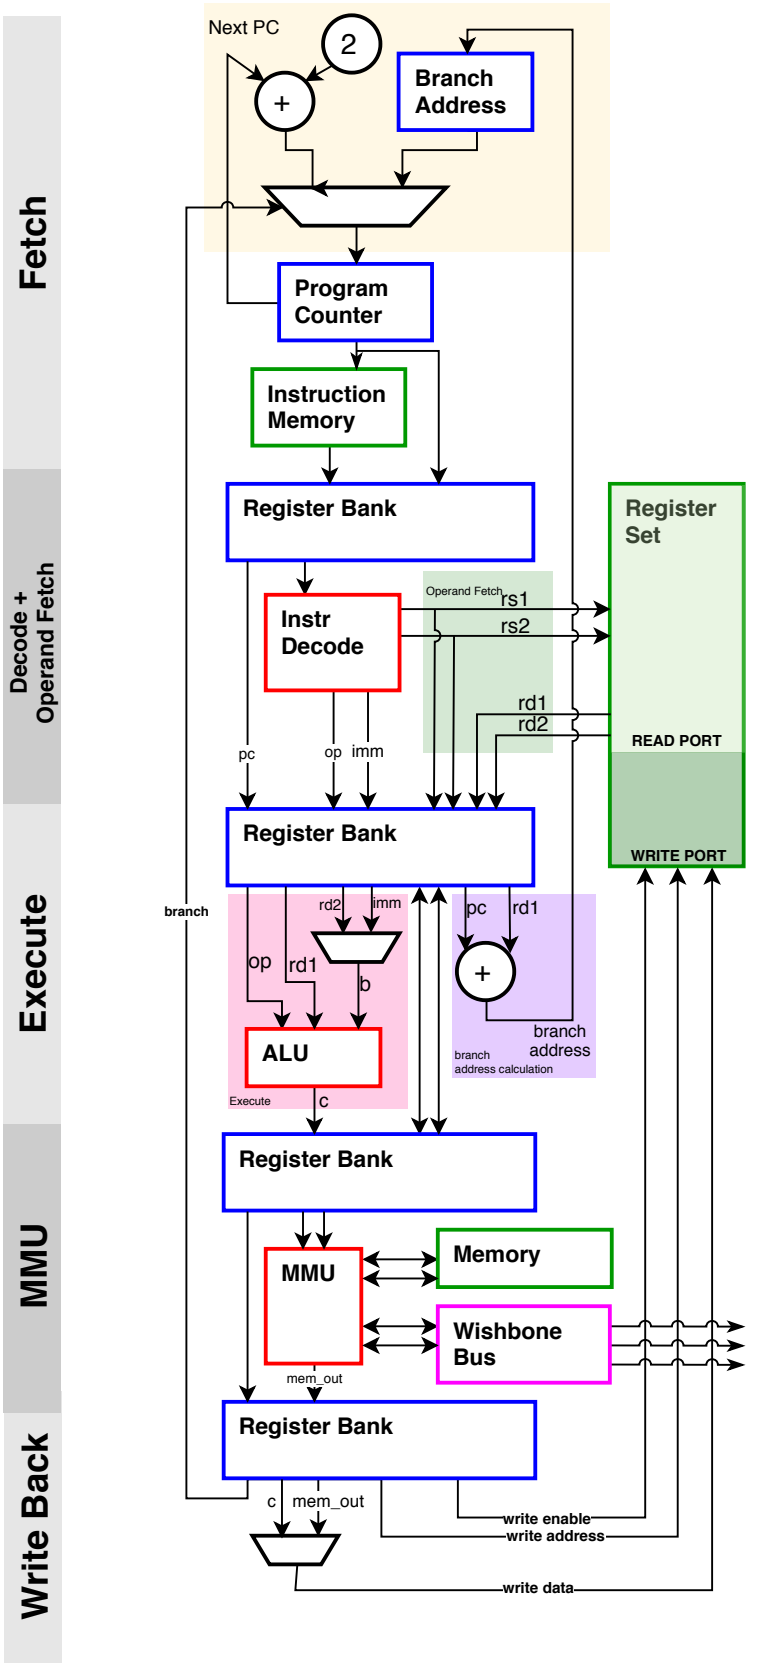 Next PC
2
Branch
Address
+
Fetch
Program
Counter
Instruction
Memory
Register Bank
Register
Set
Decode +
Operand Fetch
Operand Fetch
rs1
Instr
Decode
rs2
rd1
rd2
READ PORT
pc
op
imm
Register Bank
WRITE PORT
branch
Execute
rd2
imm
pc
rd1
op
rd1
b
+
ALU
branch
address
branch
address calculation
Execute
c
Register Bank
MMU
MMU
Memory
Wishbone
Bus
mem_out
Register Bank
Write Back
c
mem_out
write enable
write address
write data